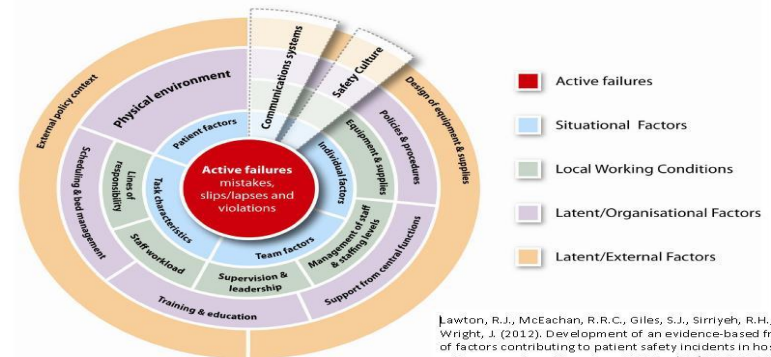 External policy context
Physical environment
Communications systems
Safety Culture
Design of equipment & supplies
Policies & procedures
Equipment & supplies
Patient factors
Individual factors
Active failures
mistakes,
slips/lapses and
violations
Lines of
responsibility
Scheduling & bed management
Task characteristics
Team factors
Staff workload
Supervision &
leadership
Management of staff
& staffing levels
Support from central functions
Training & education
Active failures
Situational Factors
Local Working Conditions
Latent/Organisational Factors
Latent/External Factors
Lawton, R.J., McEachan, R.R.C., Giles, S.J., Sirriyeh, R.H.,
Wright, J. (2012). Development of an evidence-based fr
of factors contributing to patient safety incidents in hos